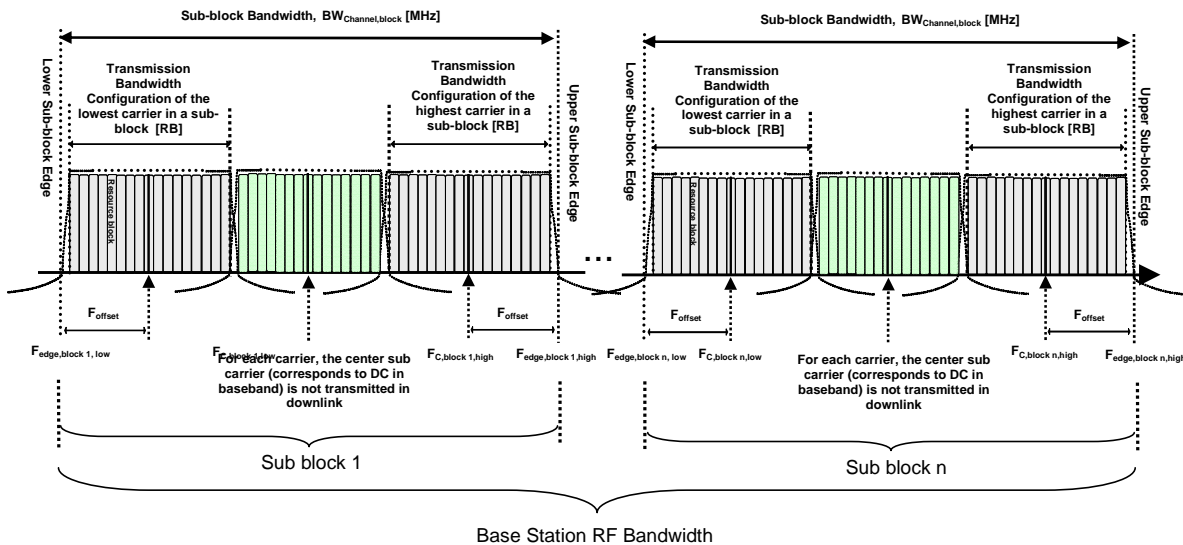 Sub-block Bandwidth, BWChannel,block [MHz]
Lower Sub-block Edge
Transmission
Bandwidth
Configuration of the
lowest carrier in a sub-
block [RB]
Transmission
Bandwidth
Configuration of the
highest carrier in a
sub-block [RB]
Upper Sub-block Edge
Resource block
Foffset
Foffset
Fedge,block 1, low
FC,block 1,low
FC,block 1,high
Fedge,block 1,high
For each carrier, the center sub
carrier (corresponds to DC in
baseband) is not transmitted in
downlink
Sub block 1
...
Sub-block Bandwidth, BWChannel,block [MHz]
Lower Sub-block Edge
Transmission
Bandwidth
Configuration of the
lowest carrier in a
sub-block [RB]
Transmission
Bandwidth
Configuration of the
highest carrier in a
sub-block [RB]
Upper Sub-block Edge
Resource block
Foffset
Foffset
Fedge,block n, low
FC,block n,low
FC,block n,high
Fedge,block n,high
For each carrier, the center sub
carrier (corresponds to DC in
baseband) is not transmitted in
downlink
Sub block n
Base Station RF Bandwidth